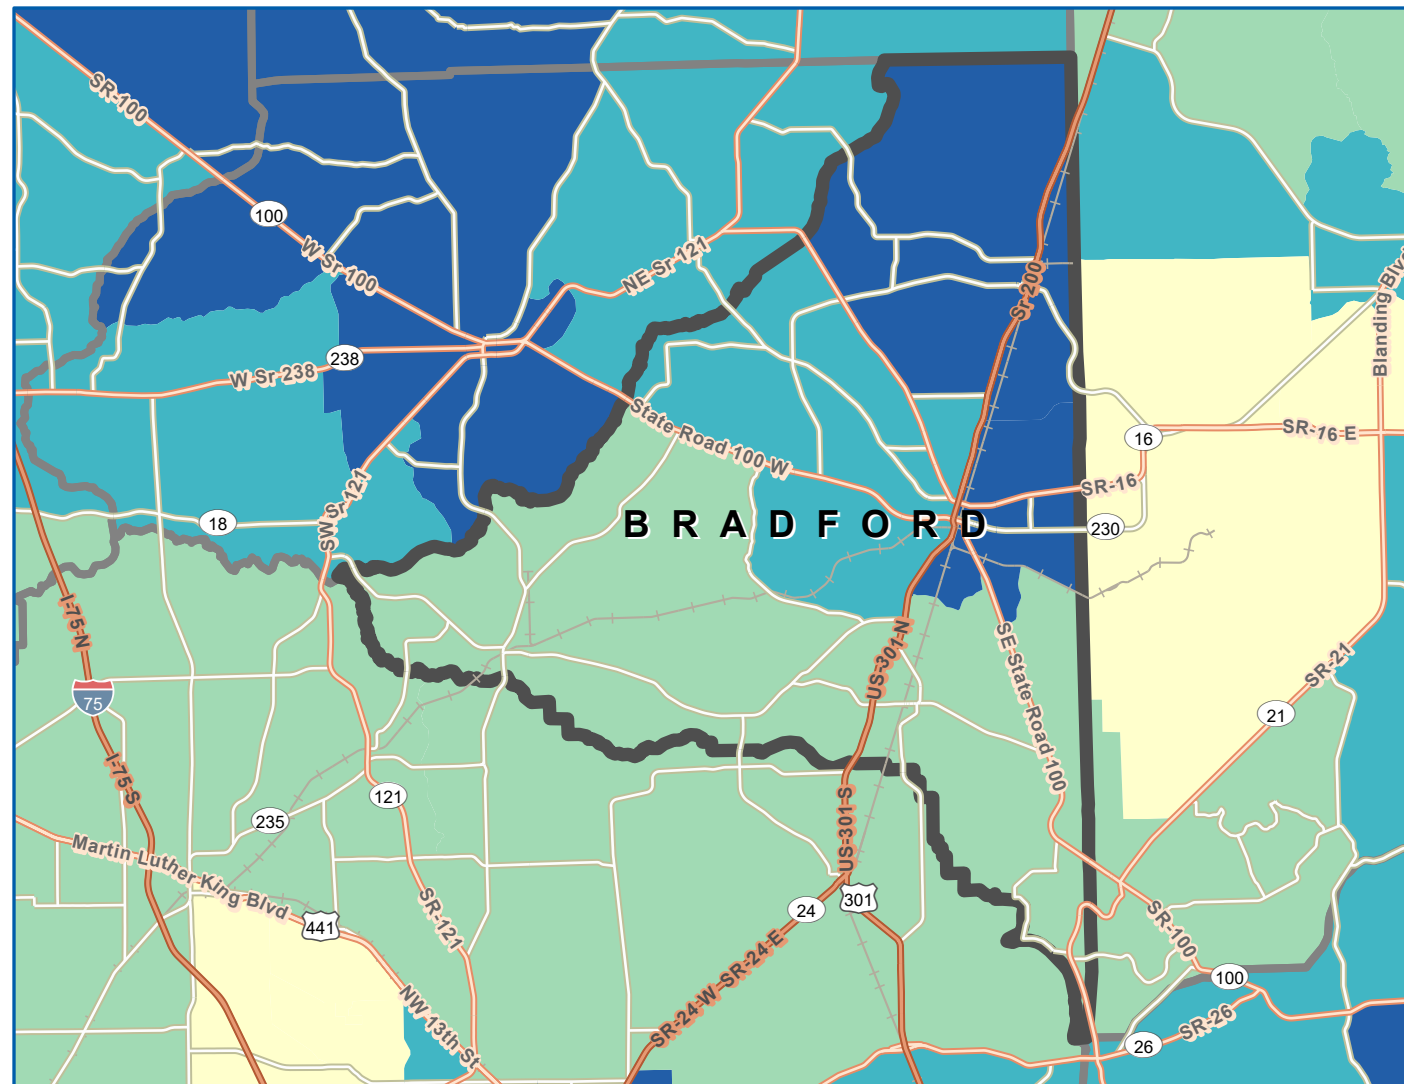 SR-100
100
W Sr 100
NE Sr 121
Sr 200
Blanding Blvd
238
W Sr 238
State Road 100 W
16
SR-16 E
SR-16
SW Sr 121
18
BRADFORD
230
I-75 N
75
US-301 N
SE State Road 100
SR-21
21
I-75 S
121
235
US-301 S
Martin Luther King Blvd
441
SR-121
24
301
SR-100
SR-24 W SR-24 E
100
NW 13th St
SR-26
26